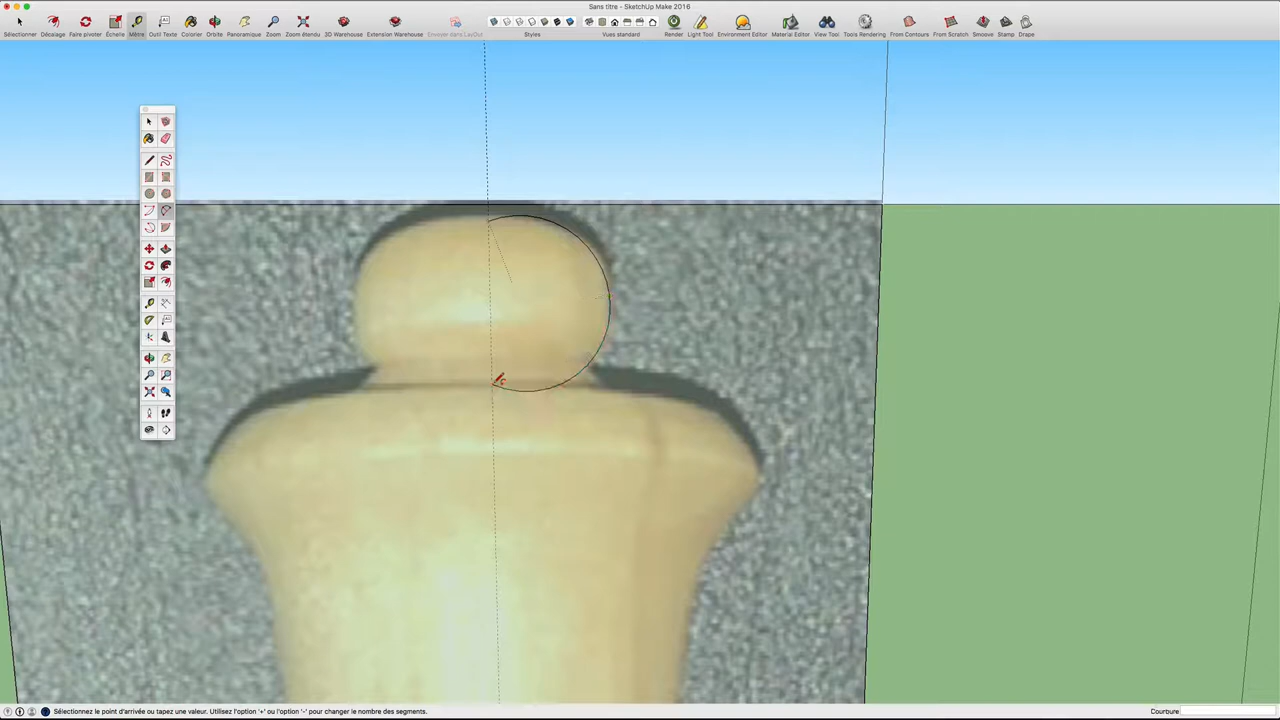 Sans titre - SketchUp Make 2016
Sélectionner Décalage Faire pivoter Échelle Mètre Outil Texte Colorier Orbite Panoramique Zoom Zoom étendu 3D Warehouse Extension Warehouse Envoyer dans LayOut Styles Vues standard Render Light Tool Environment Editor Material Editor View Tool Tools Rendering From Contours From Scratch Smoove Stamp Drape
Sélectionnez le point d'arrivée ou tapez une valeur. Utilisez l'option '+' ou l'option '-' pour changer le nombre des segments. Courbure